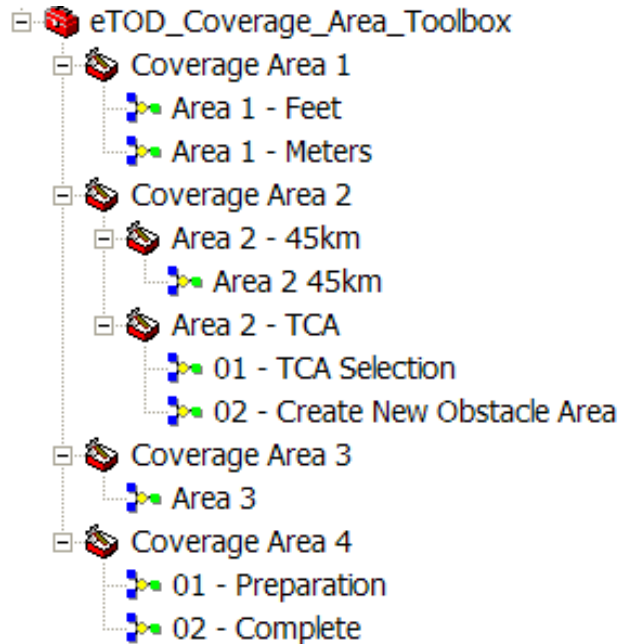 eTOD_Coverage_Area_Toolbox
Coverage Area 1
Area 1 - Feet
Area 1 - Meters
Coverage Area 2
Area 2 - 45km
Area 2 45km
Area 2 - TCA
01 - TCA Selection
02 - Create New Obstacle Area
Coverage Area 3
Area 3
Coverage Area 4
01 - Preparation
02 - Complete